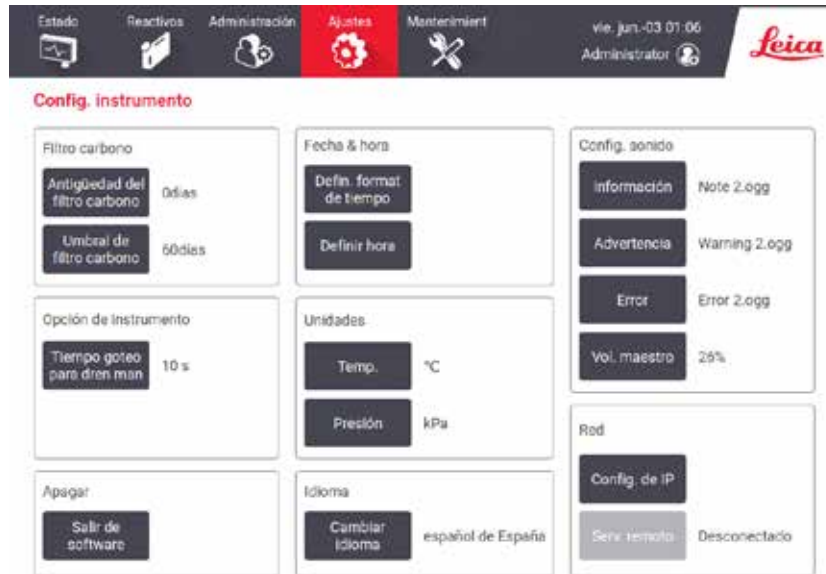 Estado
Reactivos
Administración
Ajustes
Mantenimient
vie. jun.-03 01:06
Administrator
Leica
Config. instrumento
Filtro carbono
Antigüedad del
filtro carbono
0días
Umbral de
filtro carbono
60días
Opción de instrumento
Tiempo goteo
para dren man
10 s
Apagar
Salir de
software
Fecha & hora
Defin. format
de tiempo
Definir hora
Unidades
Temp.
°C
Presión
kPa
Idioma
Cambiar
idioma
español de España
Config. sonido
Información
Note 2.ogg
Advertencia
Warning 2.ogg
Error
Error 2.ogg
Vol. maestro
26%
Red
Config. de IP
Serv. remoto
Desconectado